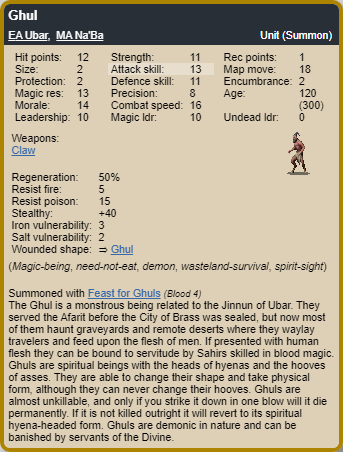 Ghul
EA Ubar, MA Na'Ba Unit (Summon)
Hit points: 12 Strength: 11 Rec points: 1
Size: 2 Attack skill: 13 Map move: 18
Protection: 2 Defence skill: 11 Encumbrance: 2
Magic res: 13 Precision: 8 Age: 120
Morale: 14 Combat speed: 16 (300)
Leadership: 10 Magic ldr: 10 Undead ldr: 0
Weapons:
Claw
Regeneration: 50%
Resist fire: 5
Resist poison: 15
Stealthy: +40
Iron vulnerability: 3
Salt vulnerability: 2
Wounded shape: ⇒ Ghul
(Magic-being, need-not-eat, demon, wasteland-survival, spirit-sight)
Summoned with Feast for Ghuls (Blood 4)
The Ghul is a monstrous being related to the Jinnun of Ubar. They
served the Afarit before the City of Brass was sealed, but now most
of them haunt graveyards and remote deserts where they waylay
travelers and feed upon the flesh of men. If presented with human
flesh they can be bound to servitude by Sahirs skilled in blood magic.
Ghuls are spiritual beings with the heads of hyenas and the hooves
of asses. They are able to change their shape and take physical
form, although they can never change their hooves. Ghuls are
almost unkillable, and only if you strike it down in one blow will it die
permanently. If it is not killed outright it will revert to its spiritual
hyena-headed form. Ghuls are demonic in nature and can be
banished by servants of the Divine.